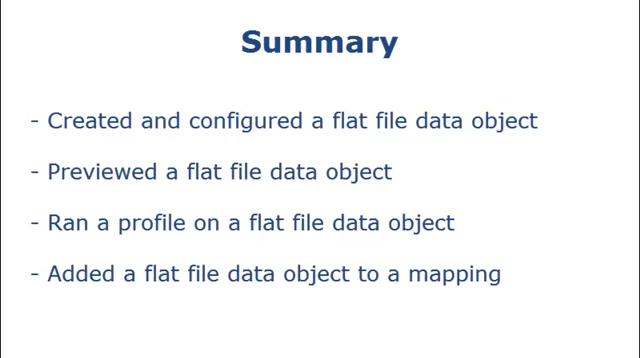 Summary
- Created and configured a flat file data object
- Previewed a flat file data object
- Ran a profile on a flat file data object
- Added a flat file data object to a mapping